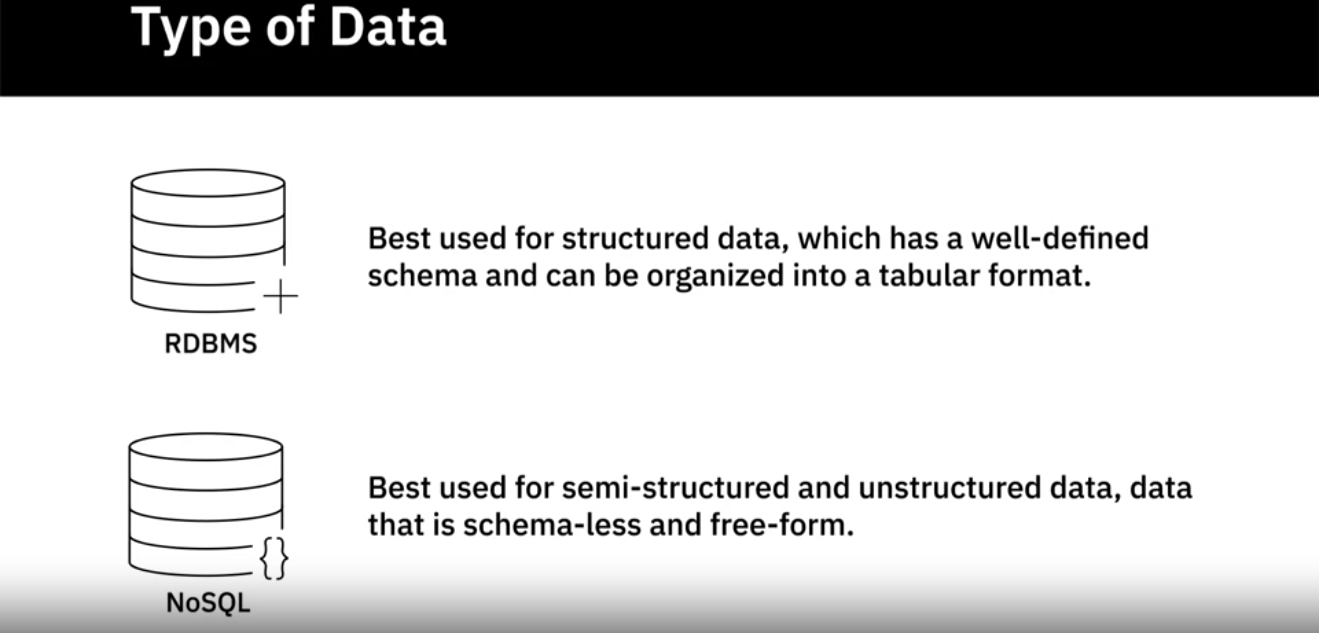 Type of Data
Best used for structured data, which has a well-defined
schema and can be organized into a tabular format.
RDBMS
Best used for semi-structured and unstructured data, data
that is schema-less and free-form.
{}
NoSQL